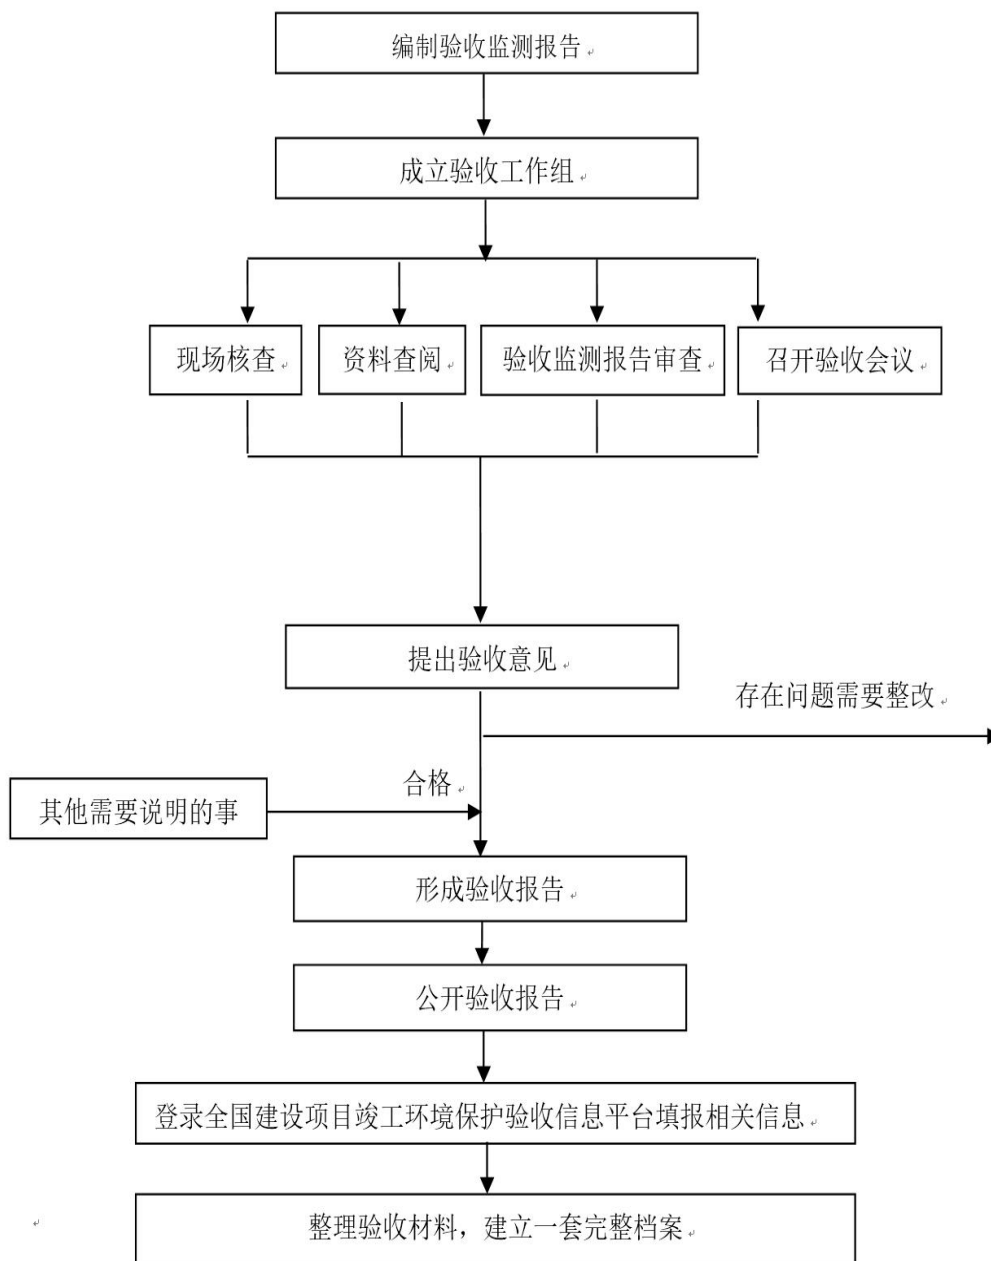 编制验收监测报告
成立验收工作组
现场核查
资料查阅
验收监测报告审查
召开验收会议
提出验收意见
存在问题需要整改
合格
其他需要说明的事
形成验收报告
公开验收报告
登录全国建设项目竣工环境保护验收信息平台填报相关信息
整理验收材料，建立一套完整档案